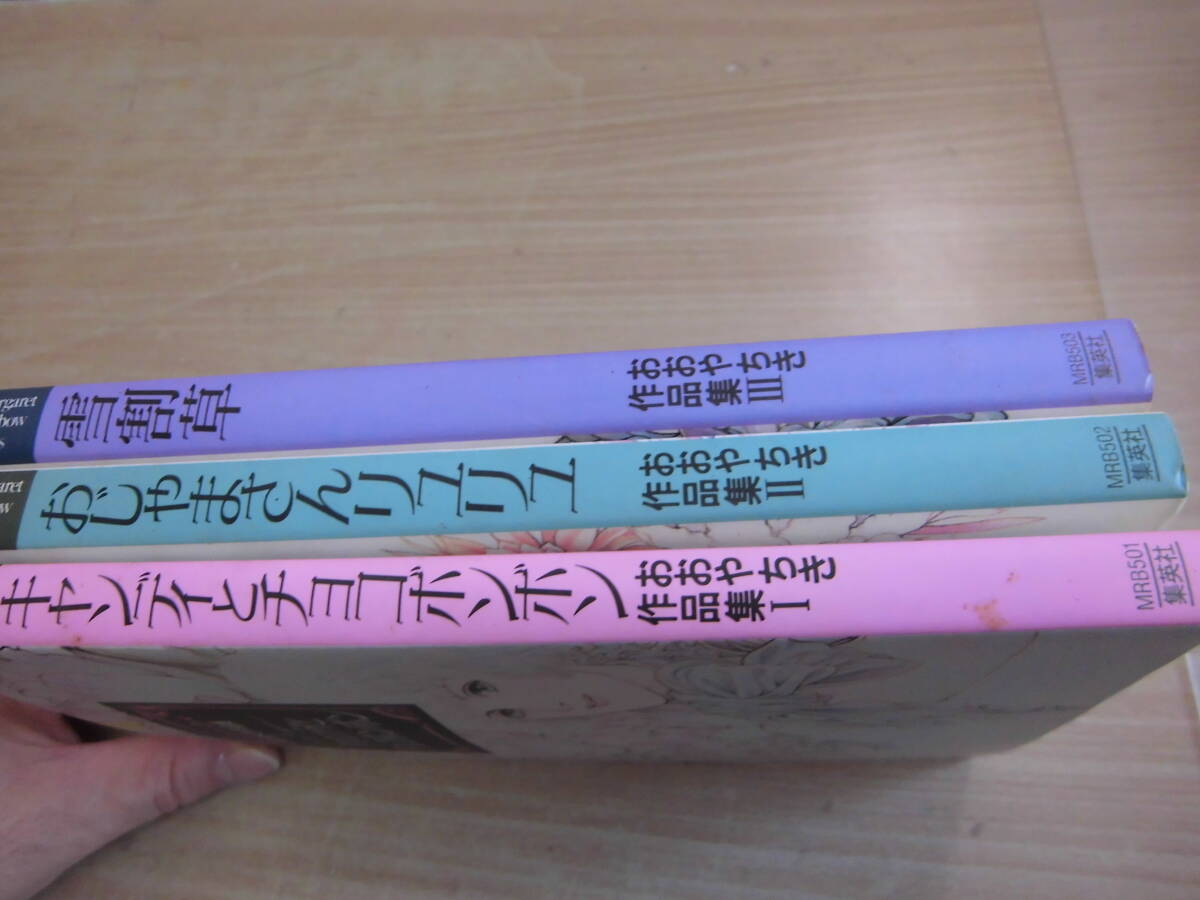 雪割草
おおやちき
作品集Ⅲ
MRB503
集英社
おじゃまさんリュリュ
おおやちき
作品集Ⅱ
MRB502
集英社
キャンディとチョコボンボン
おおやちき
作品集Ⅰ
MRB501
集英社